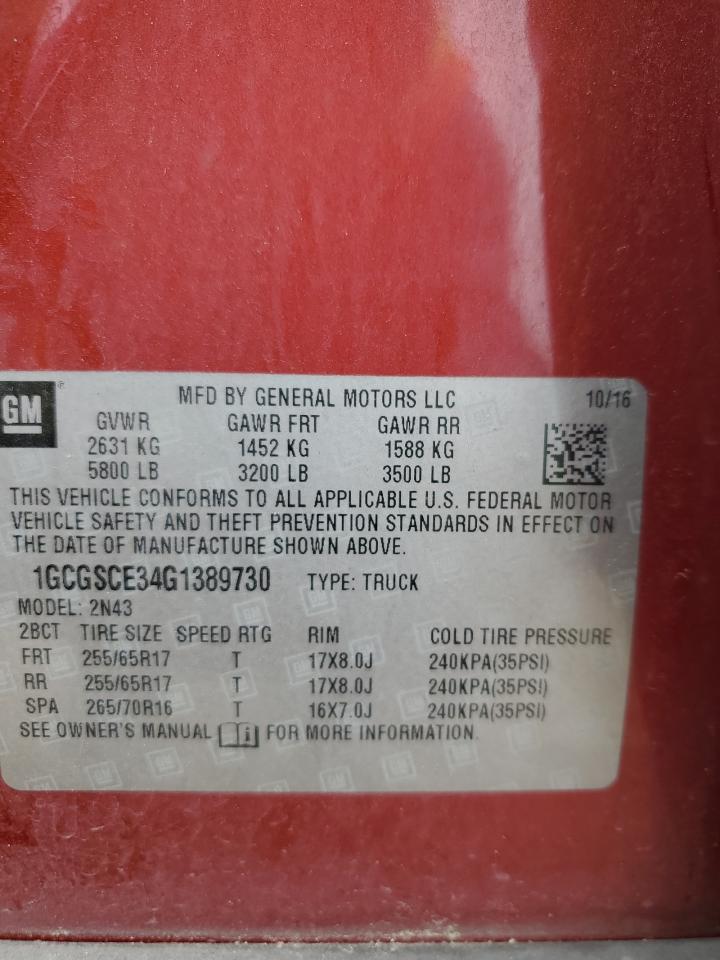 GM
MFD BY GENERAL MOTORS LLC 10/16
GVWR GAWR FRT GAWR RR
2631 KG 1452 KG 1588 KG
5800 LB 3200 LB 3500 LB
THIS VEHICLE CONFORMS TO ALL APPLICABLE U.S. FEDERAL MOTOR
VEHICLE SAFETY AND THEFT PREVENTION STANDARDS IN EFFECT ON
THE DATE OF MANUFACTURE SHOWN ABOVE.
1GCGSCE34G1389730 TYPE: TRUCK
MODEL: 2N43
2BCT TIRE SIZE SPEED RTG RIM COLD TIRE PRESSURE
FRT 255/65R17 T 17X8.0J 240KPA(35PSI)
RR 255/65R17 T 17X8.0J 240KPA(35PSI)
SPA 265/70R16 T 16X7.0J 240KPA(35PSI)
SEE OWNER'S MANUAL FOR MORE INFORMATION.